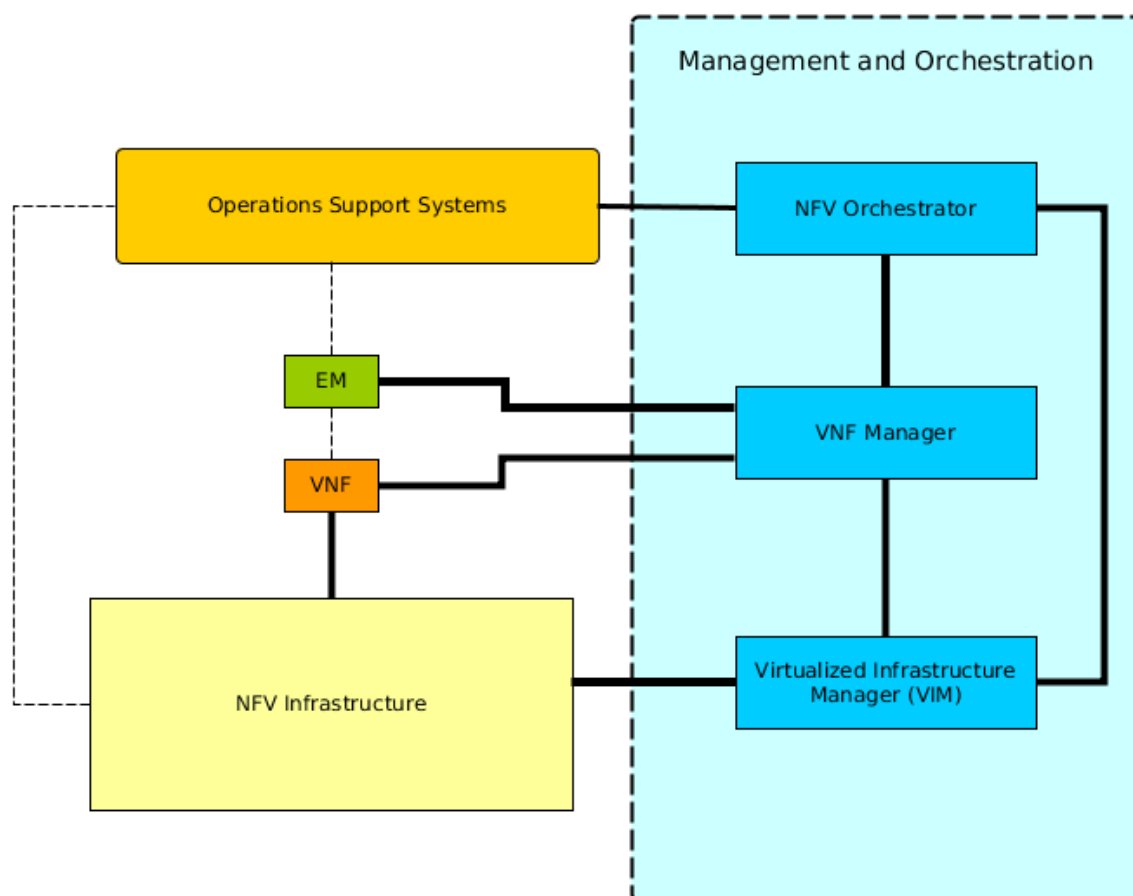 Management and Orchestration
Operations Support Systems
NFV Orchestrator
EM
VNF Manager
VNF
Virtualized Infrastructure
Manager (VIM)
NFV Infrastructure